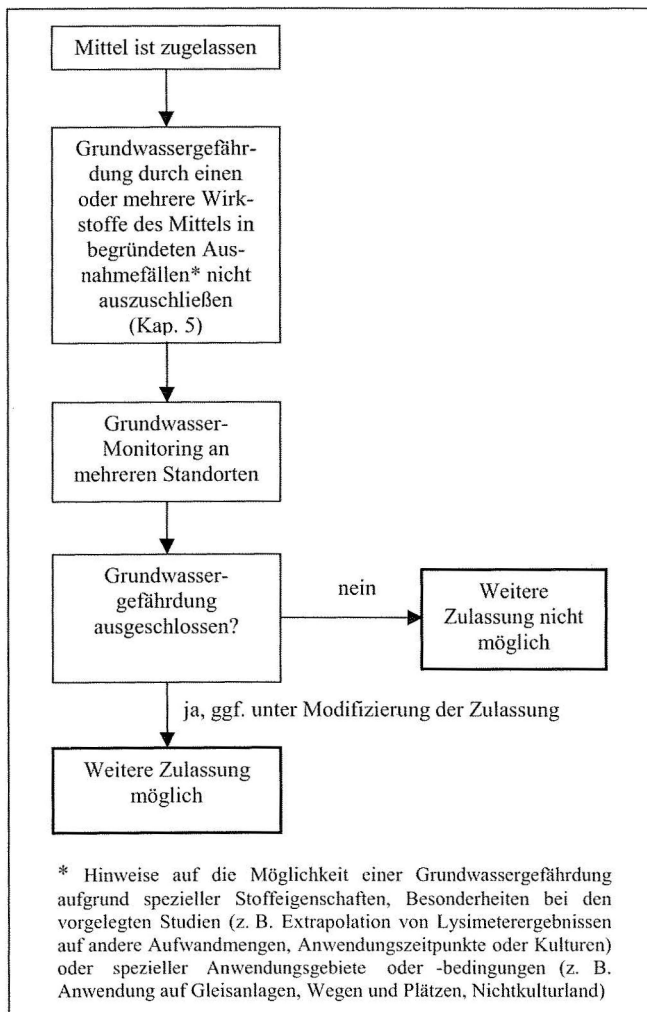 Mittel ist zugelassen
Grundwassergefähr-
dung durch einen
oder mehrere Wirk-
stoffe des Mittels in
begründeten Aus-
nahmefällen* nicht
auszuschließen
(Kap. 5)
Grundwasser-
Monitoring an
mehreren Standorten
Grundwasser-
gefährdung
ausgeschlossen?
nein
Weitere
Zulassung nicht
möglich
ja, ggf. unter Modifizierung der Zulassung
Weitere Zulassung
möglich
* Hinweise auf die Möglichkeit einer Grundwassergefährdung
aufgrund spezieller Stoffeigenschaften, Besonderheiten bei den
vorgelegten Studien (z. B. Extrapolation von Lysimeterergebnissen
auf andere Aufwandmengen, Anwendungszeitpunkte oder Kulturen)
oder spezieller Anwendungsgebiete oder -bedingungen (z. B.
Anwendung auf Gleisanlagen, Wegen und Plätzen, Nichtkulturland)